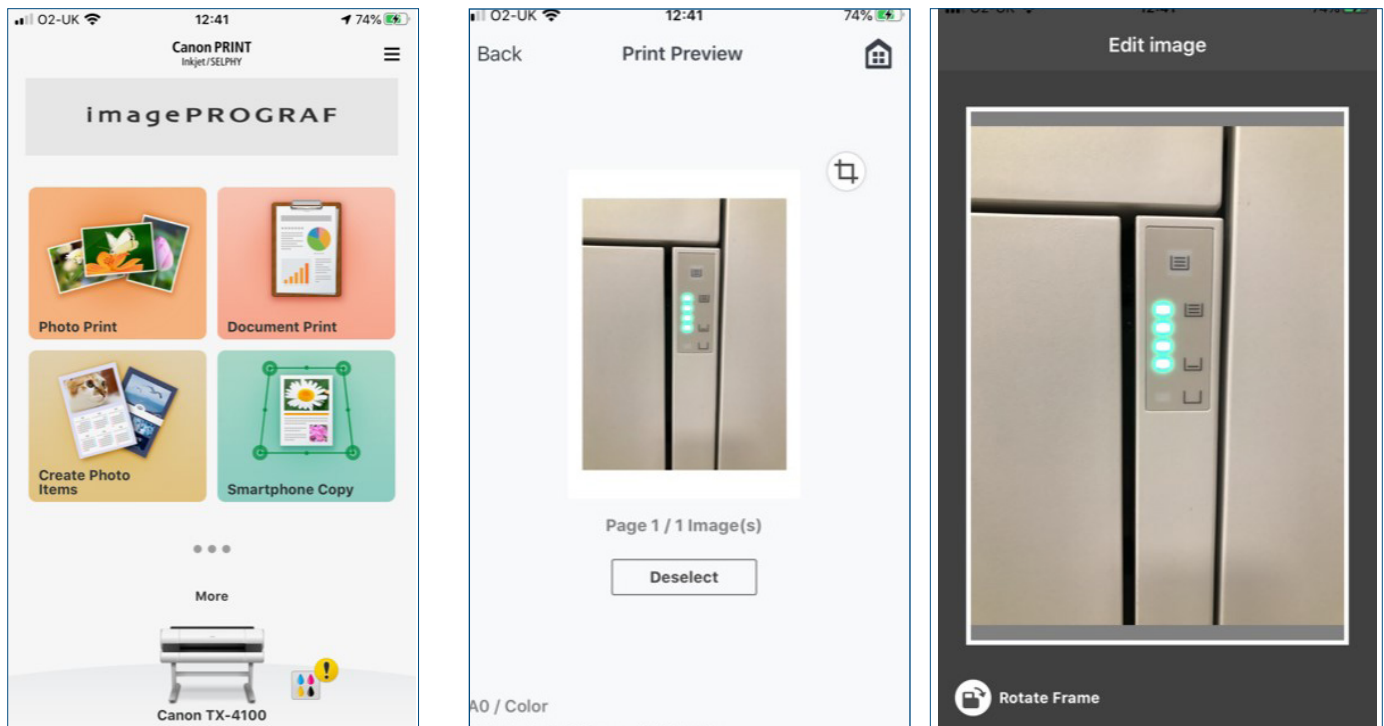 O2-UK 12:41 74%
Canon PRINT
Inkjet/SELPHY
imagePROGRAF
Photo Print
Document Print
Create Photo
Items
Smartphone Copy
More
Canon TX-4100
O2-UK 12:41 74%
Back Print Preview
Page 1 / 1 Image(s)
Deselect
A0 / Color
Edit image
Rotate Frame